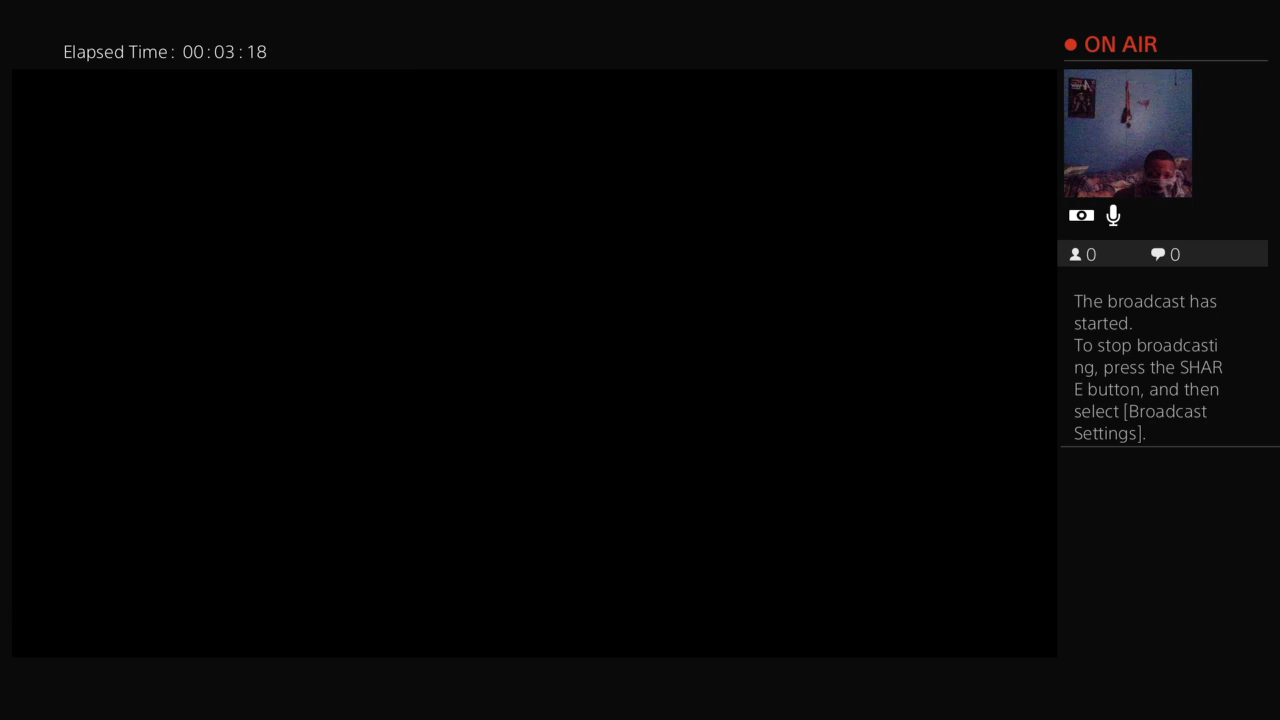 Elapsed Time: 00:03:18
ON AIR
0
0
The broadcast has
started.
To stop broadcasti
ng, press the SHAR
E button, and then
select [Broadcast
Settings].